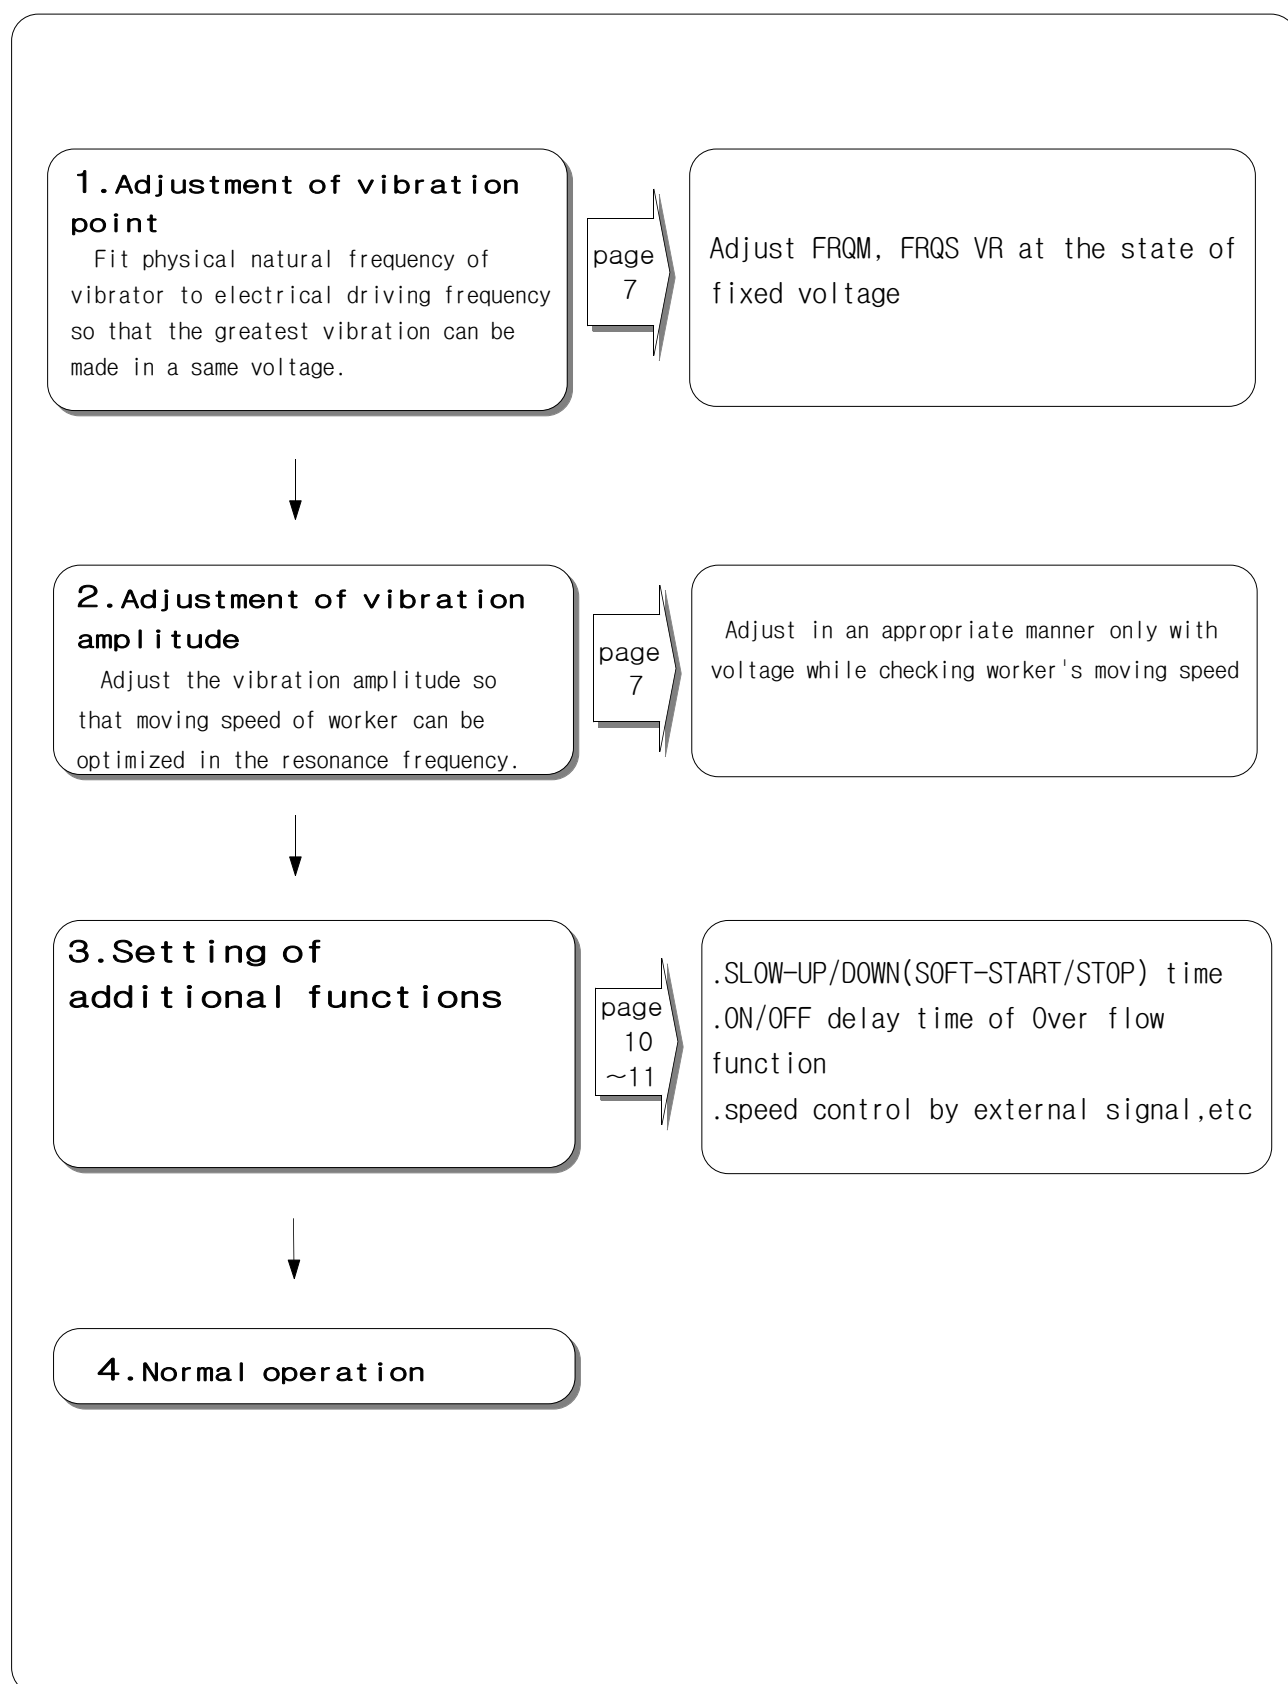 1.Adjustment of vibration
point
Fit physical natural frequency of
vibrator to electrical driving frequency
so that the greatest vibration can be
made in a same voltage.
page
7
Adjust FRQM, FRQS VR at the state of
fixed voltage
2.Adjustment of vibration
amplitude
Adjust the vibration amplitude so
that moving speed of worker can be
optimized in the resonance frequency.
page
7
Adjust in an appropriate manner only with
voltage while checking worker's moving speed
3.Setting of
additional functions
page
10
~11
.SLOW-UP/DOWN(SOFT-START/STOP) time
.ON/OFF delay time of Over flow
function
.speed control by external signal,etc
4.Normal operation